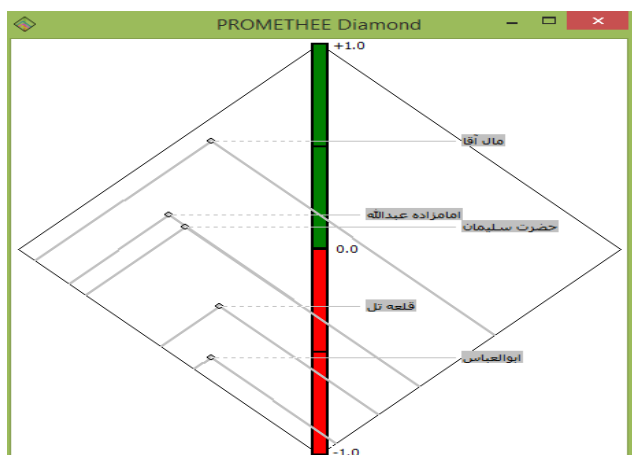 PROMETHEE Diamond
+1.0
مال آقا
امامزاده عبدالله
حضرت سلیمان
0.0
قلعه تل
ابوالعباس
-1.0